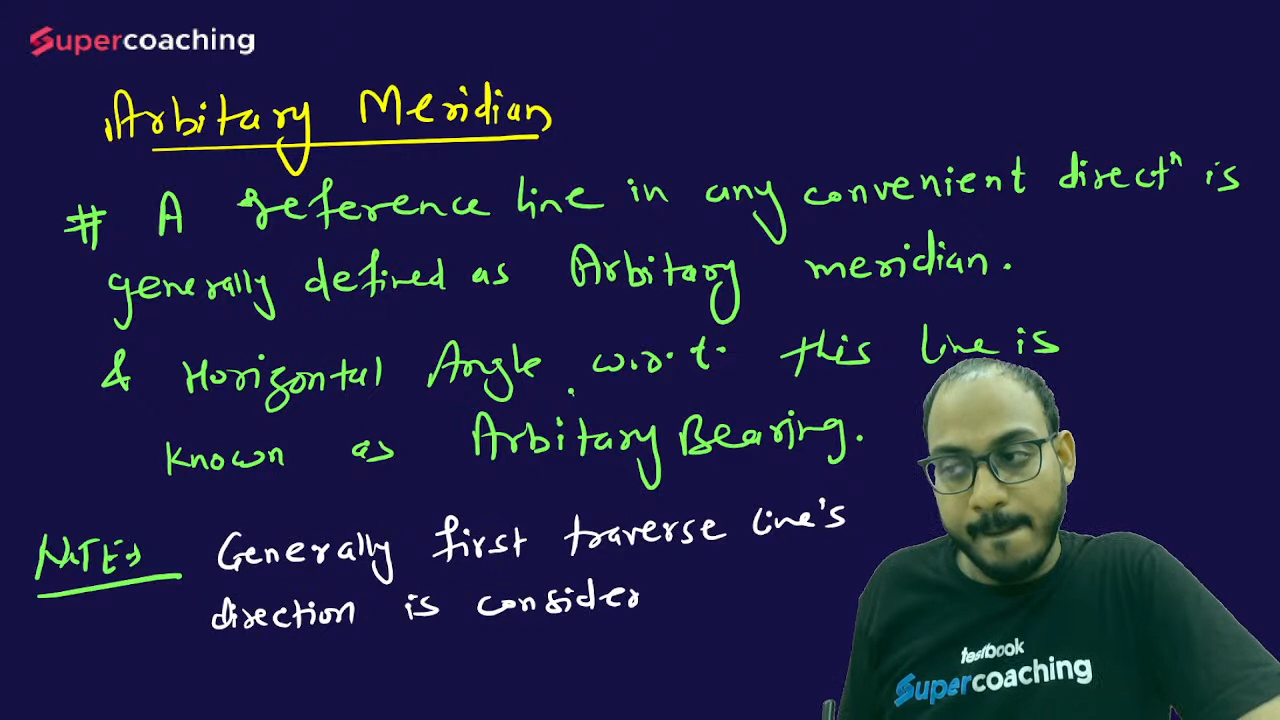 Supercoaching
Arbitary Meridian
# A reference line in any convenient directⁿ is
generally defined as Arbitary meridian.
& Horizontal Angle w.r.t. this line is
known as Arbitary Bearing.
NOTE→ Generally first traverse line's
direction is consider
testbook
Supercoaching